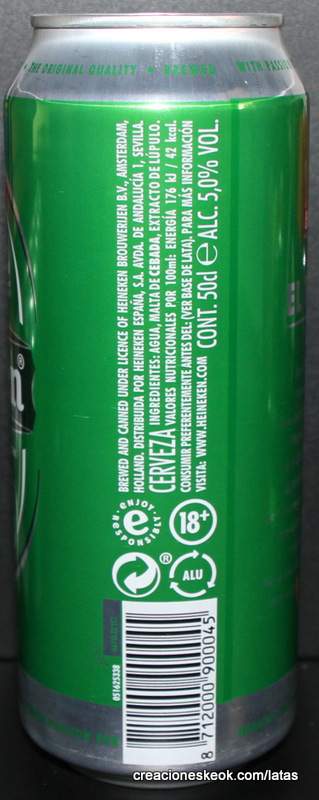 THE ORIGINAL QUALITY • BREWED WITH PASSIO
BREWED AND CANNED UNDER LICENCE OF HEINEKEN BROUWERIJEN B.V., AMSTERDAM,
HOLLAND. DISTRIBUIDA POR HEINEKEN ESPAÑA, S.A. AVDA. DE ANDALUCÍA 1, SEVILLA.
CERVEZA INGREDIENTES: AGUA, MALTA DE CEBADA, EXTRACTO DE LÚPULO.
VALORES NUTRICIONALES POR 100ml: ENERGÍA 176 kJ / 42 kcal.
CONSUMIR PREFERENTEMENTE ANTES DEL: (VER BASE DE LATA). PARA MÁS INFORMACIÓN
VISITA: WWW.HEINEKEN.COM CONT. 50cl e ALC. 5,0% VOL.
n®
EL
ENJOY RESPONSIBLY
18+
®
ALU
051625338
8 712000 900045
creacioneskeok.com/latas